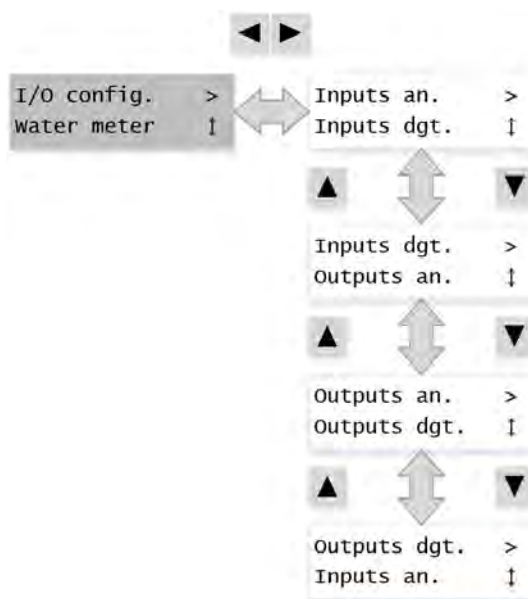 I/O config. >
Water meter ↕
Inputs an. >
Inputs dgt. ↕
Inputs dgt. >
Outputs an. ↕
Outputs an. >
Outputs dgt. ↕
Outputs dgt. >
Inputs an. ↕